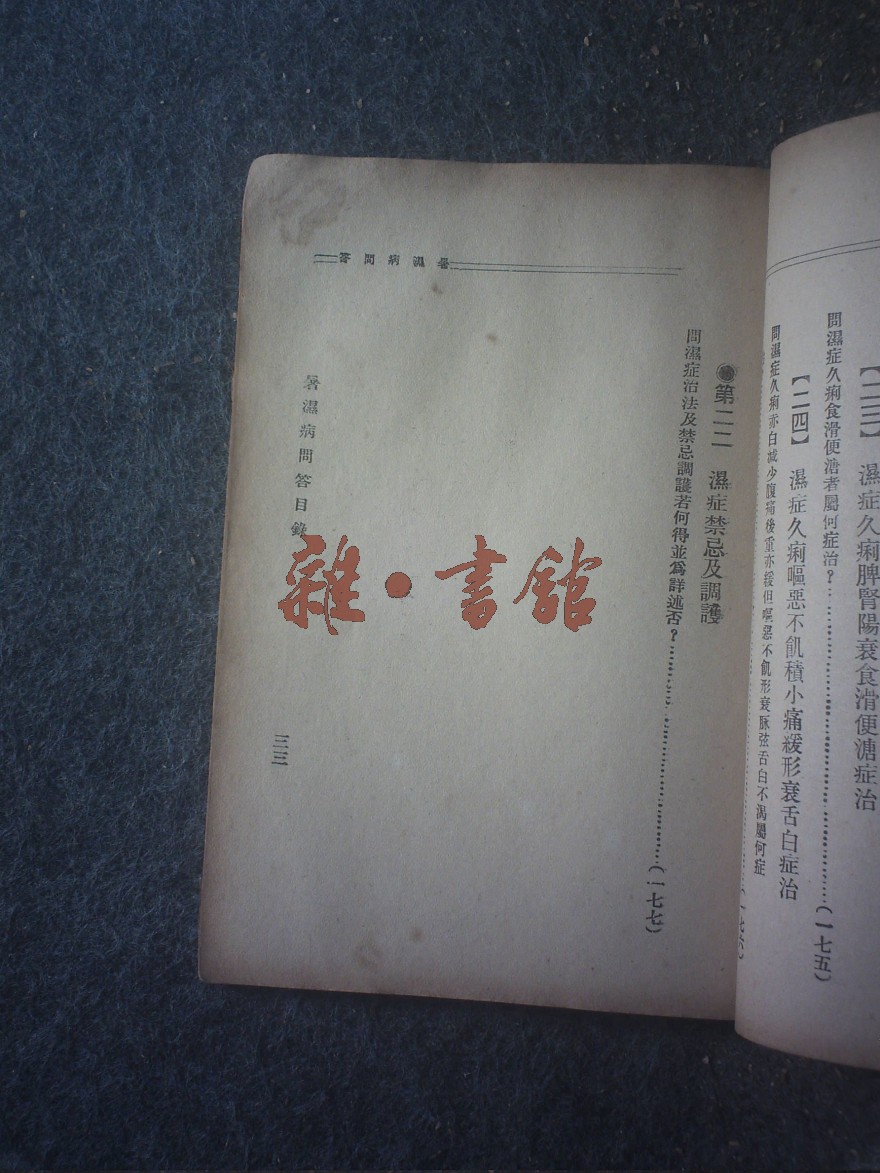 【二三】 濕症久痢脾腎陽衰食滑便溏症治
問濕症久痢食滑便溏者屬何症治?……(一七五)
【二四】 濕症久痢嘔惡不飢積小痛緩形衰舌白症治
問濕症久痢赤白減少腹痛後重亦緩但嘔惡不飢形衰脉弦舌白不渴屬何症……(一七六)
暑濕病問答
●第二二 濕症禁忌及調護
問濕症治法及禁忌調護若何得並爲詳述否?……(一七七)
暑濕病問答目錄
三三
雜·書舘